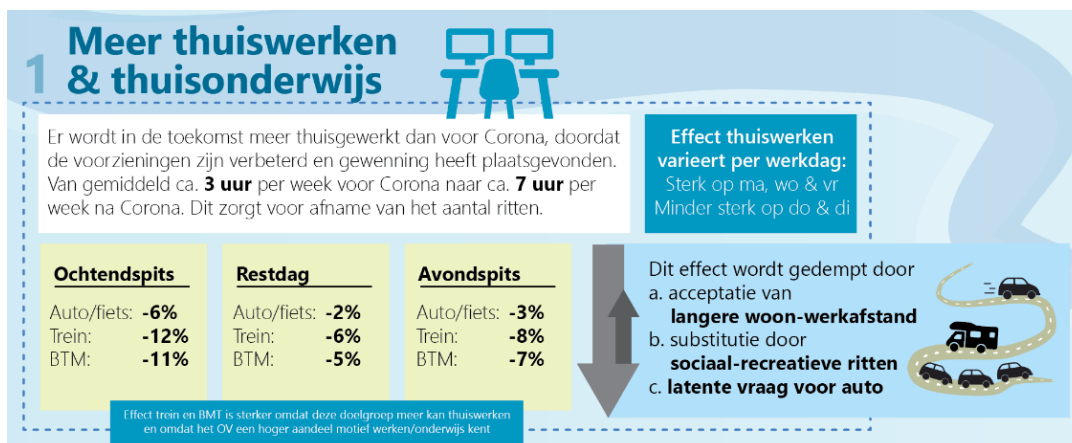 1 Meer thuiswerken
& thuisonderwijs
Er wordt in de toekomst meer thuisgewerkt dan voor Corona, doordat
de voorzieningen zijn verbeterd en gewenning heeft plaatsgevonden.
Van gemiddeld ca. 3 uur per week voor Corona naar ca. 7 uur per
week na Corona. Dit zorgt voor afname van het aantal ritten.
Effect thuiswerken
varieert per werkdag:
Sterk op ma, wo & vr
Minder sterk op do & di
Ochtendspits
Auto/fiets: -6%
Trein: -12%
BTM: -11%
Restdag
Auto/fiets: -2%
Trein: -6%
BTM: -5%
Avondspits
Auto/fiets: -3%
Trein: -8%
BTM: -7%
Dit effect wordt gedempt door
a. acceptatie van
langere woon-werkafstand
b. substitutie door
sociaal-recreatieve ritten
c. latente vraag voor auto
Effect trein en BMT is sterker omdat deze doelgroep meer kan thuiswerken
en omdat het OV een hoger aandeel motief werken/onderwijs kent